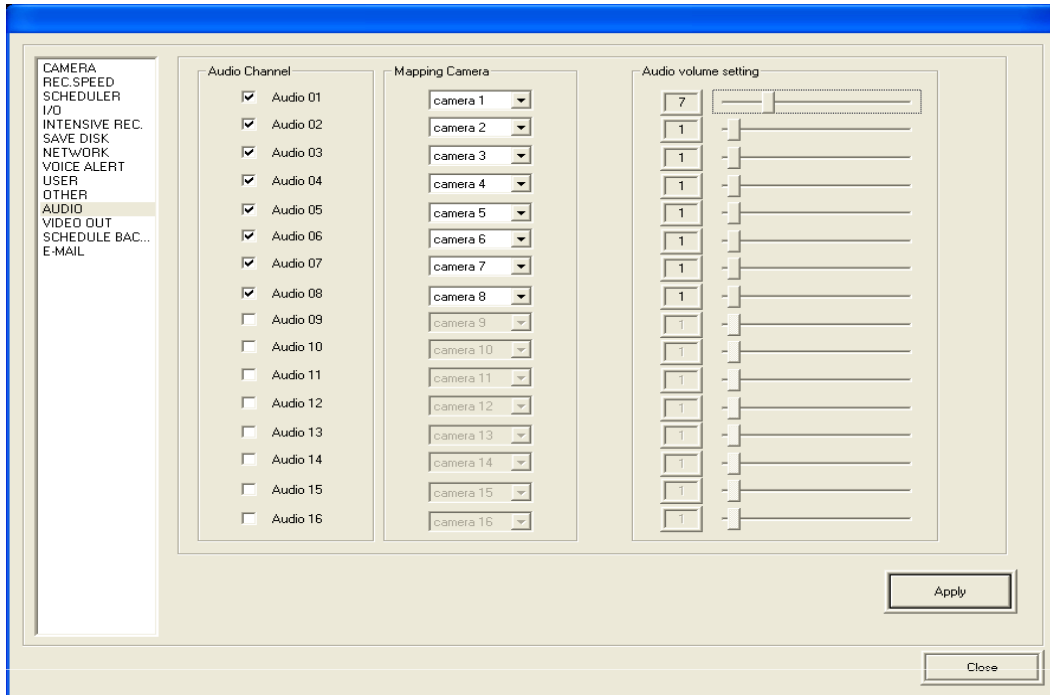 CAMERA
REC.SPEED
SCHEDULER
I/O
INTENSIVE REC.
SAVE DISK
NETWORK
VOICE ALERT
USER
OTHER
AUDIO
VIDEO OUT
SCHEDULE BAC...
E-MAIL
Audio Channel Mapping Camera Audio volume setting
Audio 01 camera 1 7
Audio 02 camera 2 1
Audio 03 camera 3 1
Audio 04 camera 4 1
Audio 05 camera 5 1
Audio 06 camera 6 1
Audio 07 camera 7 1
Audio 08 camera 8 1
Audio 09 camera 9 1
Audio 10 camera 10 1
Audio 11 camera 11 1
Audio 12 camera 12 1
Audio 13 camera 13 1
Audio 14 camera 14 1
Audio 15 camera 15 1
Audio 16 camera 16 1
Apply
Close